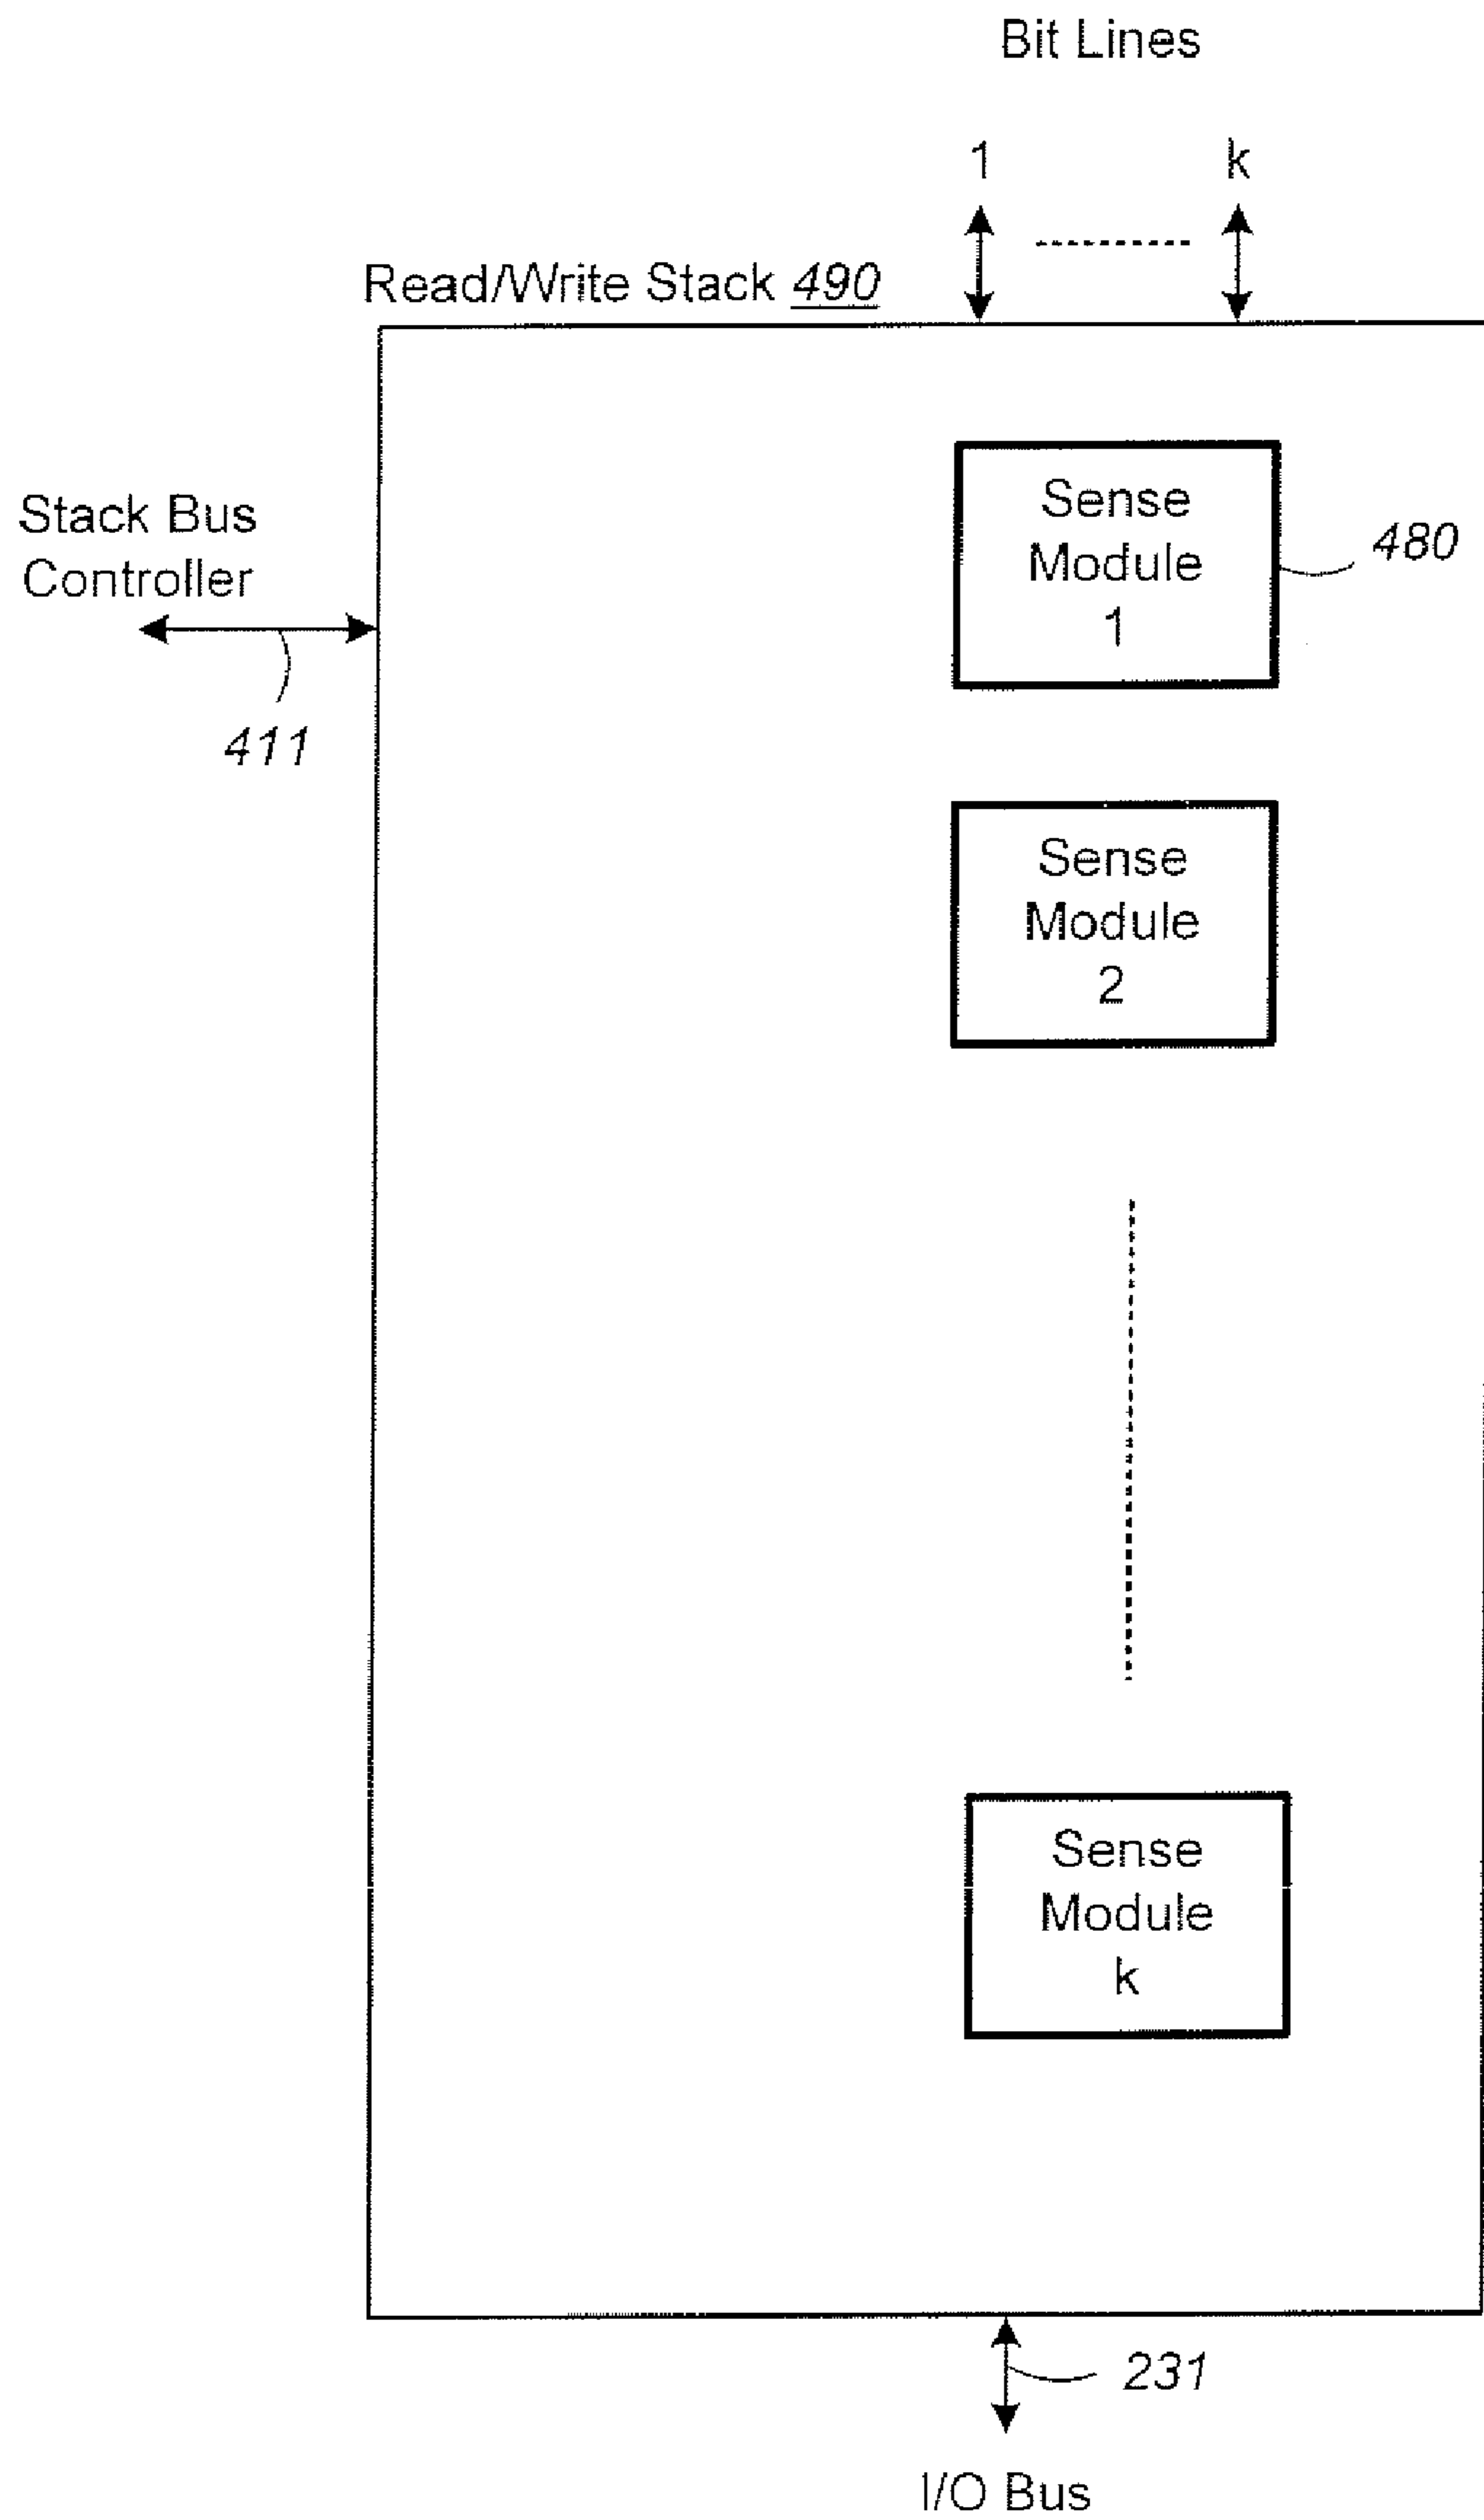 Bit Lines
1 k
Read/Write Stack 490
Stack Bus
Controller
411
Sense
Module
1
480
Sense
Module
2
Sense
Module
k
231
I/O Bus